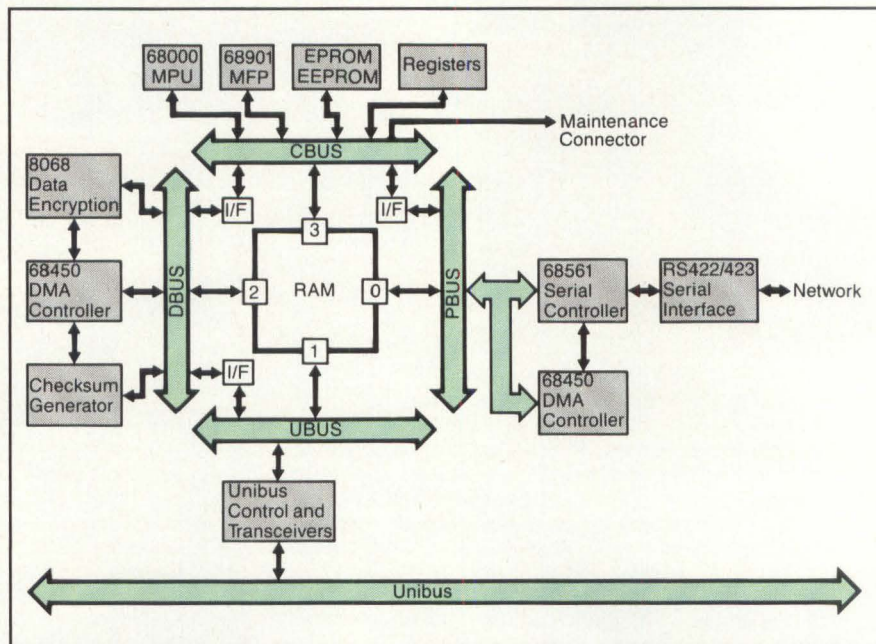 68000
MPU
68901
MFP
EPROM
EEPROM
Registers
Maintenance
Connector
CBUS
8068
Data
Encryption
I/F
I/F
3
68450
DMA
Controller
DBUS
2
RAM
0
PBUS
68561
Serial
Controller
RS422/423
Serial
Interface
Network
1
Checksum
Generator
I/F
68450
DMA
Controller
UBUS
Unibus
Control and
Transceivers
Unibus